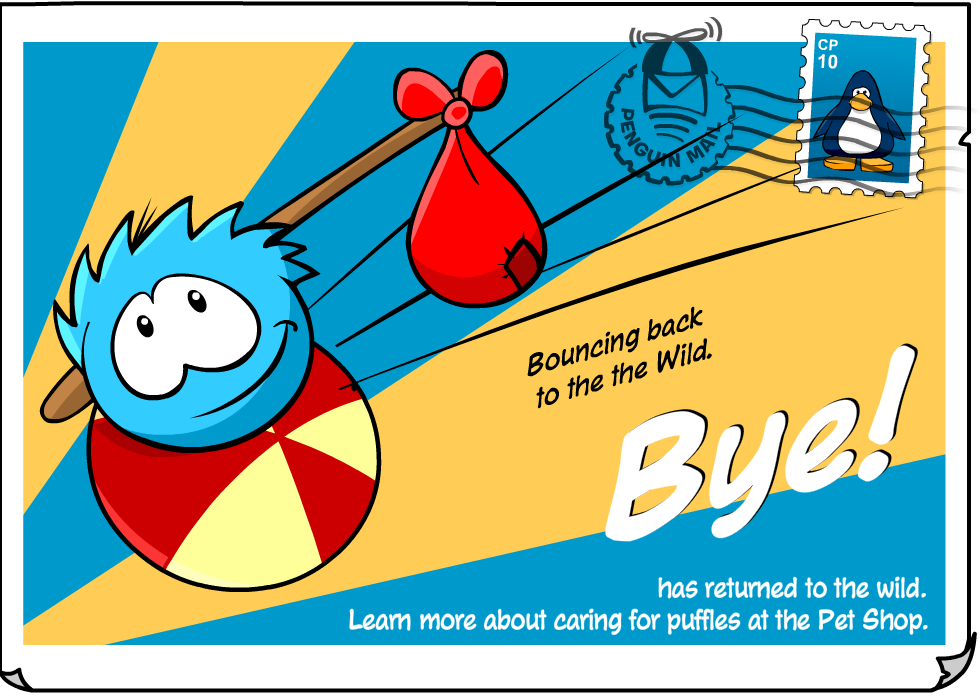 CP
10
PENGUIN MAIL
Bouncing back
to the the Wild.
Bye!
has returned to the wild.
Learn more about caring for puffles at the Pet Shop.